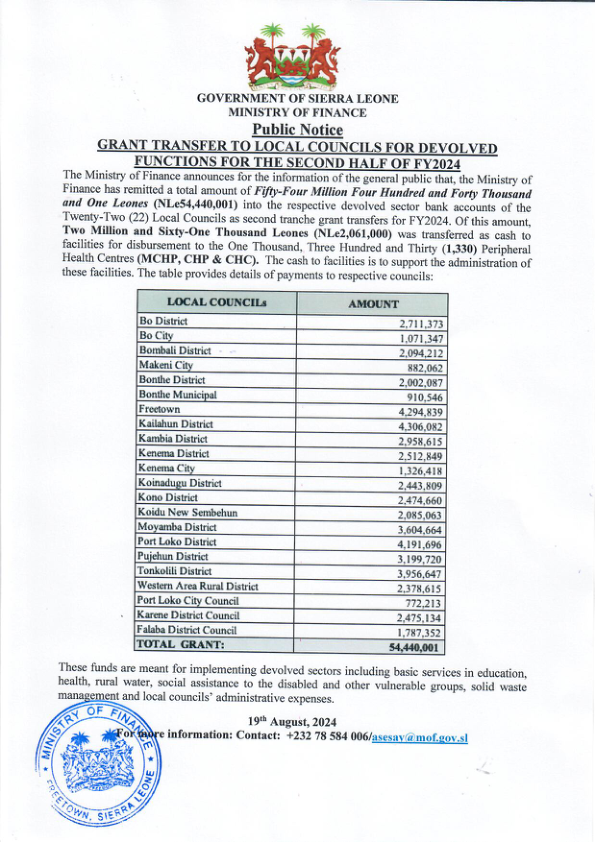 GOVERNMENT OF SIERRA LEONE
MINISTRY OF FINANCE
Public Notice
GRANT TRANSFER TO LOCAL COUNCILS FOR DEVOLVED
FUNCTIONS FOR THE SECOND HALF OF FY2024
The Ministry of Finance announces for the information of the general public that, the Ministry of
Finance has remitted a total amount of Fifty-Four Million Four Hundred and Forty Thousand
and One Leones (NLe54,440,001) into the respective devolved sector bank accounts of the
Twenty-Two (22) Local Councils as second tranche grant transfers for FY2024. Of this amount,
Two Million and Sixty-One Thousand Leones (NLe2,061,000) was transferred as cash to
facilities for disbursement to the One Thousand, Three Hundred and Thirty (1,330) Peripheral
Health Centres (MCHP, CHP & CHC). The cash to facilities is to support the administration of
these facilities. The table provides details of payments to respective councils:
LOCAL COUNCILs AMOUNT
Bo District 2,711,373
Bo City 1,071,347
Bombali District 2,094,212
Makeni City 882,062
Bonthe District 2,002,087
Bonthe Municipal 910,546
Freetown 4,294,839
Kailahun District 4,306,082
Kambia District 2,958,615
Kenema District 2,512,849
Kenema City 1,326,418
Koinadugu District 2,443,809
Kono District 2,474,660
Koidu New Sembehun 2,085,063
Moyamba District 3,604,664
Port Loko District 4,191,696
Pujehun District 3,199,720
Tonkolili District 3,956,647
Western Area Rural District 2,378,615
Port Loko City Council 772,213
Karene District Council 2,475,134
Falaba District Council 1,787,352
TOTAL GRANT: 54,440,001
These funds are meant for implementing devolved sectors including basic services in education,
health, rural water, social assistance to the disabled and other vulnerable groups, solid waste
management and local councils' administrative expenses.
19th August, 2024
For more information: Contact: +232 78 584 006/asesay@mof.gov.sl
MINISTRY OF FINANCE
FREETOWN, SIERRA LEONE